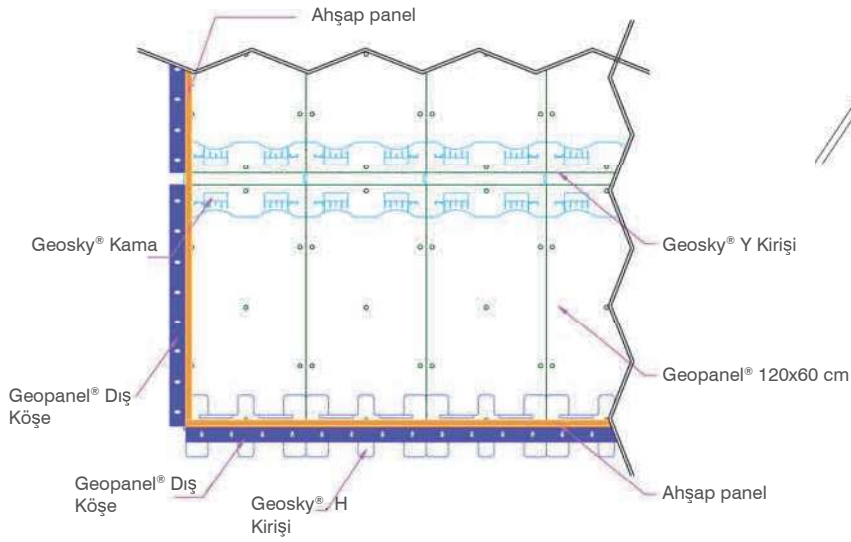 Ahşap panel
Geosky® Kama
Geosky® Y Kirişi
Geopanel® 120x60 cm
Geopanel® Dış
Köşe
Geopanel® Dış
Köşe
Geosky®. H
Kirişi
Ahşap panel